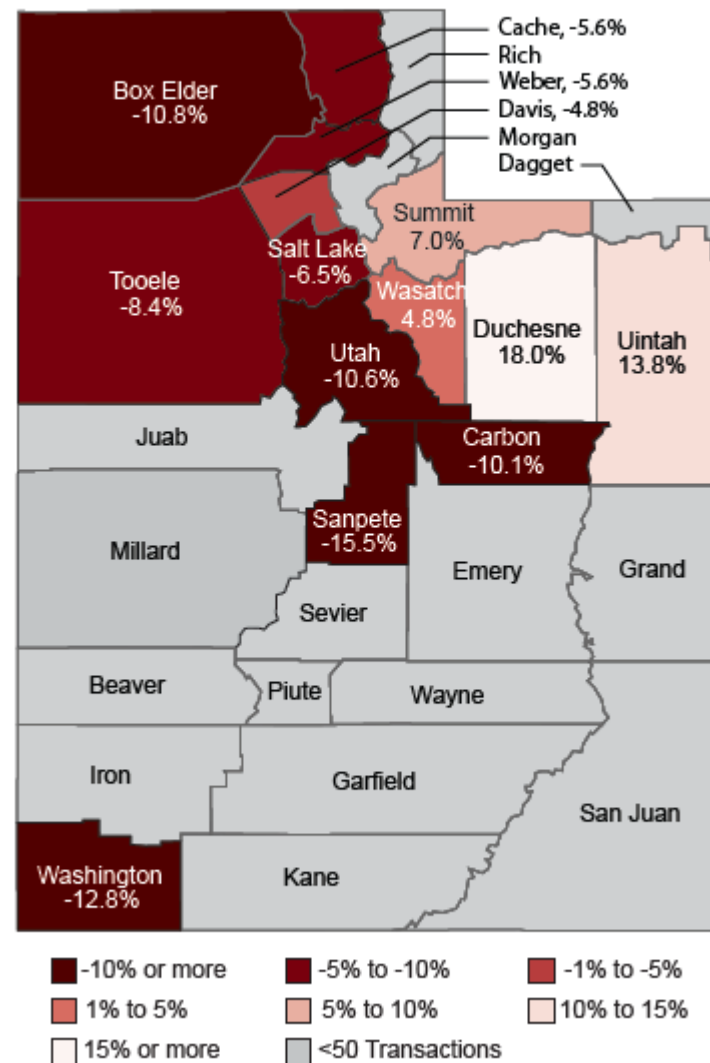 Cache, -5.6%
Rich
Weber, -5.6%
Davis, -4.8%
Morgan
Dagget
Box Elder
-10.8%
Summit
7.0%
Salt Lake
-6.5%
Tooele
-8.4%
Wasatch
4.8%
Duchesne
18.0%
Uintah
13.8%
Utah
-10.6%
Juab
Carbon
-10.1%
Sanpete
-15.5%
Millard
Emery
Grand
Sevier
Beaver
Piute
Wayne
Iron
Garfield
San Juan
Washington
-12.8%
Kane
-10% or more
-5% to -10%
-1% to -5%
1% to 5%
5% to 10%
10% to 15%
15% or more
<50 Transactions